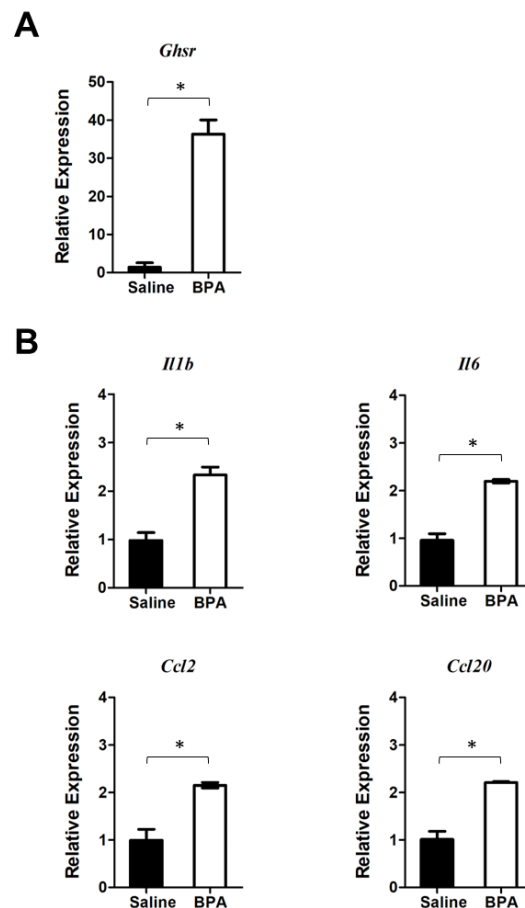 A
Ghsr
*
50
40
30
20
10
0
Relative Expression
Saline BPA
B
Il1b
*
4
3
2
1
0
Relative Expression
Saline BPA
Il6
*
4
3
2
1
0
Relative Expression
Saline BPA
Ccl2
*
4
3
2
1
0
Relative Expression
Saline BPA
Ccl20
*
4
3
2
1
0
Relative Expression
Saline BPA